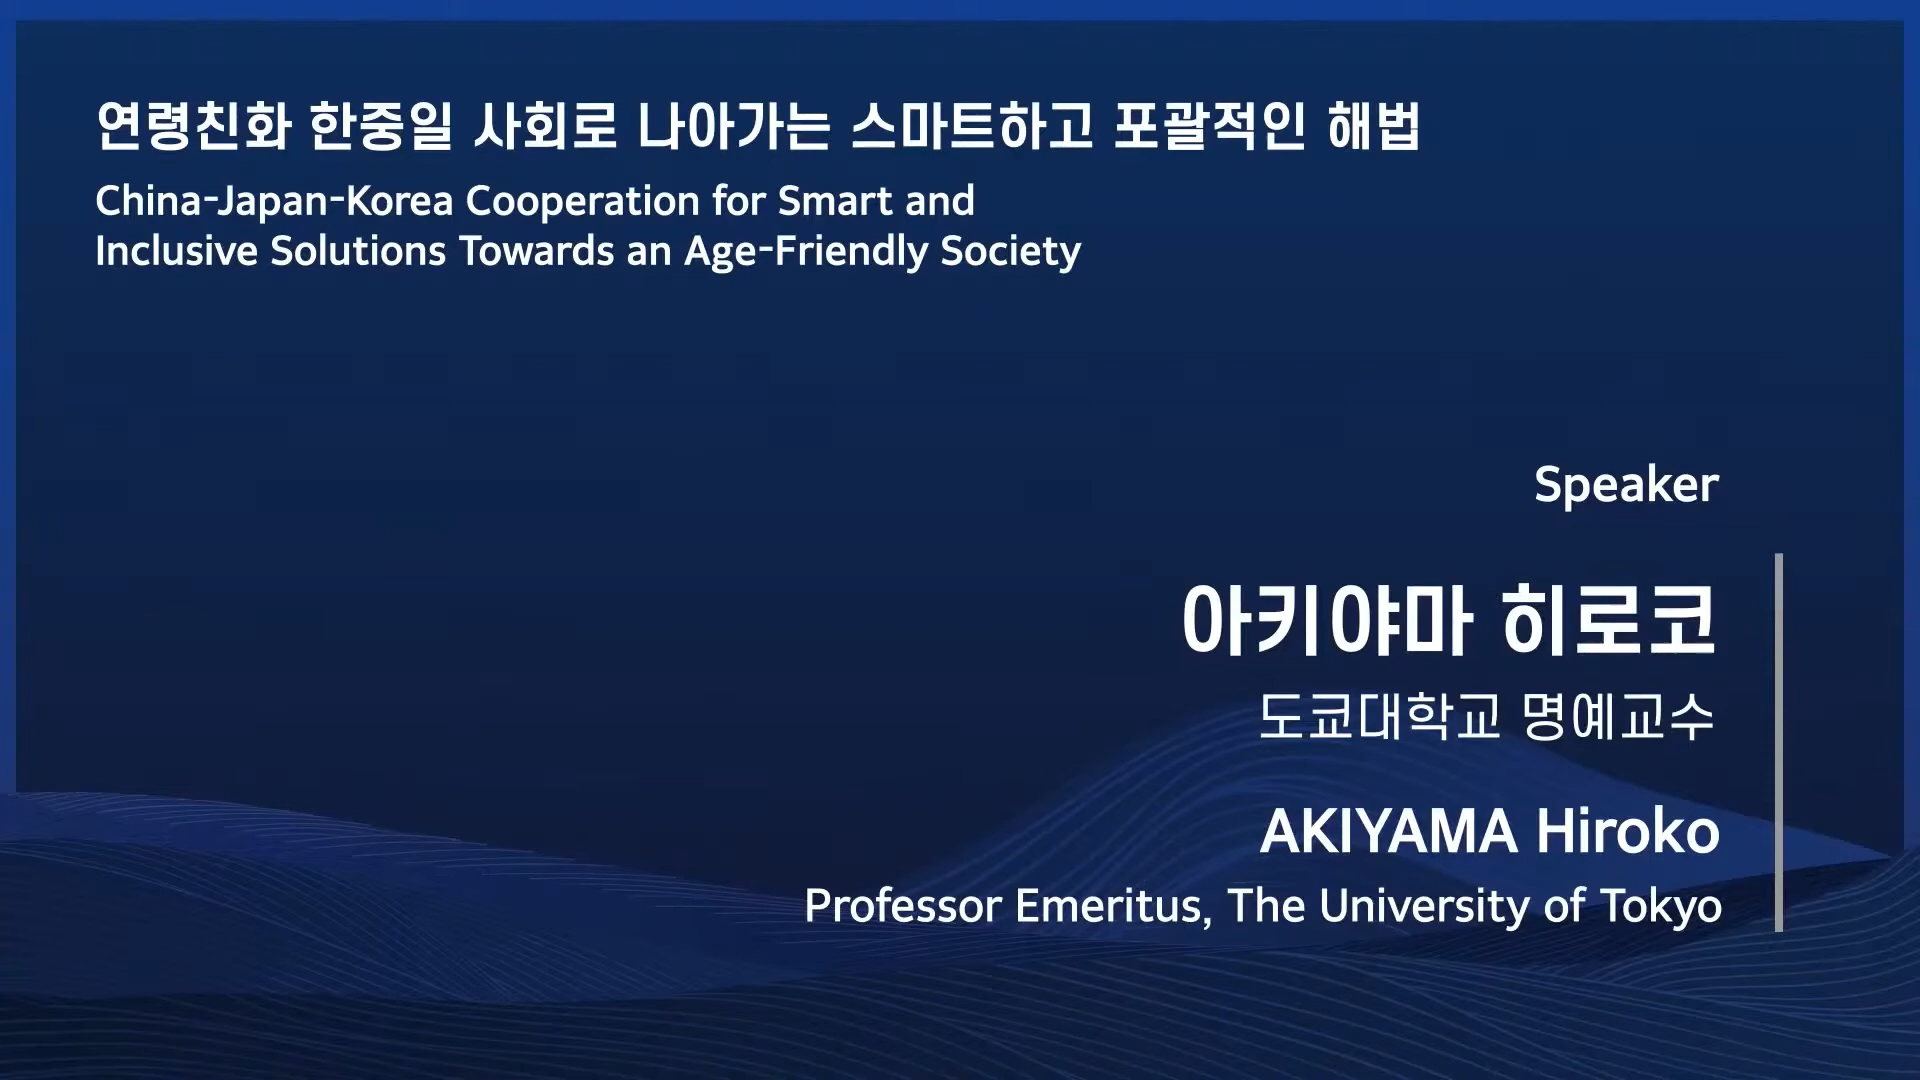 연령친화 한중일 사회로 나아가는 스마트하고 포괄적인 해법
China-Japan-Korea Cooperation for Smart and
Inclusive Solutions Towards an Age-Friendly Society
Speaker
아키야마 히로코
도쿄대학교 명예교수
AKIYAMA Hiroko
Professor Emeritus, The University of Tokyo